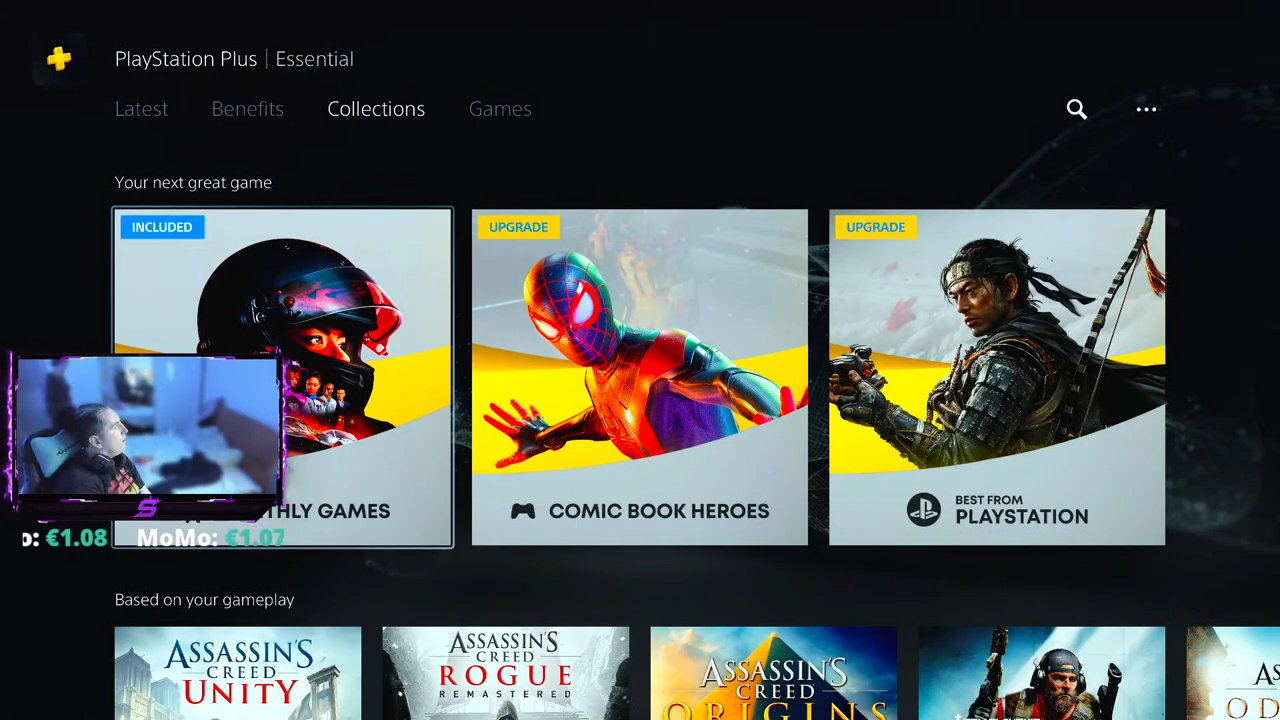 PlayStation Plus | Essential
Latest Benefits Collections Games
Your next great game
INCLUDED
UPGRADE
UPGRADE
THLY GAMES
COMIC BOOK HEROES
BEST FROM
PLAYSTATION
o: €1.08 MoMo: €1.07
Based on your gameplay
ASSASSIN'S
CREED
UNITY
ASSASSIN'S
CREED
ROGUE
REMASTERED
ASSASSIN'S
CREED
ORIGINS